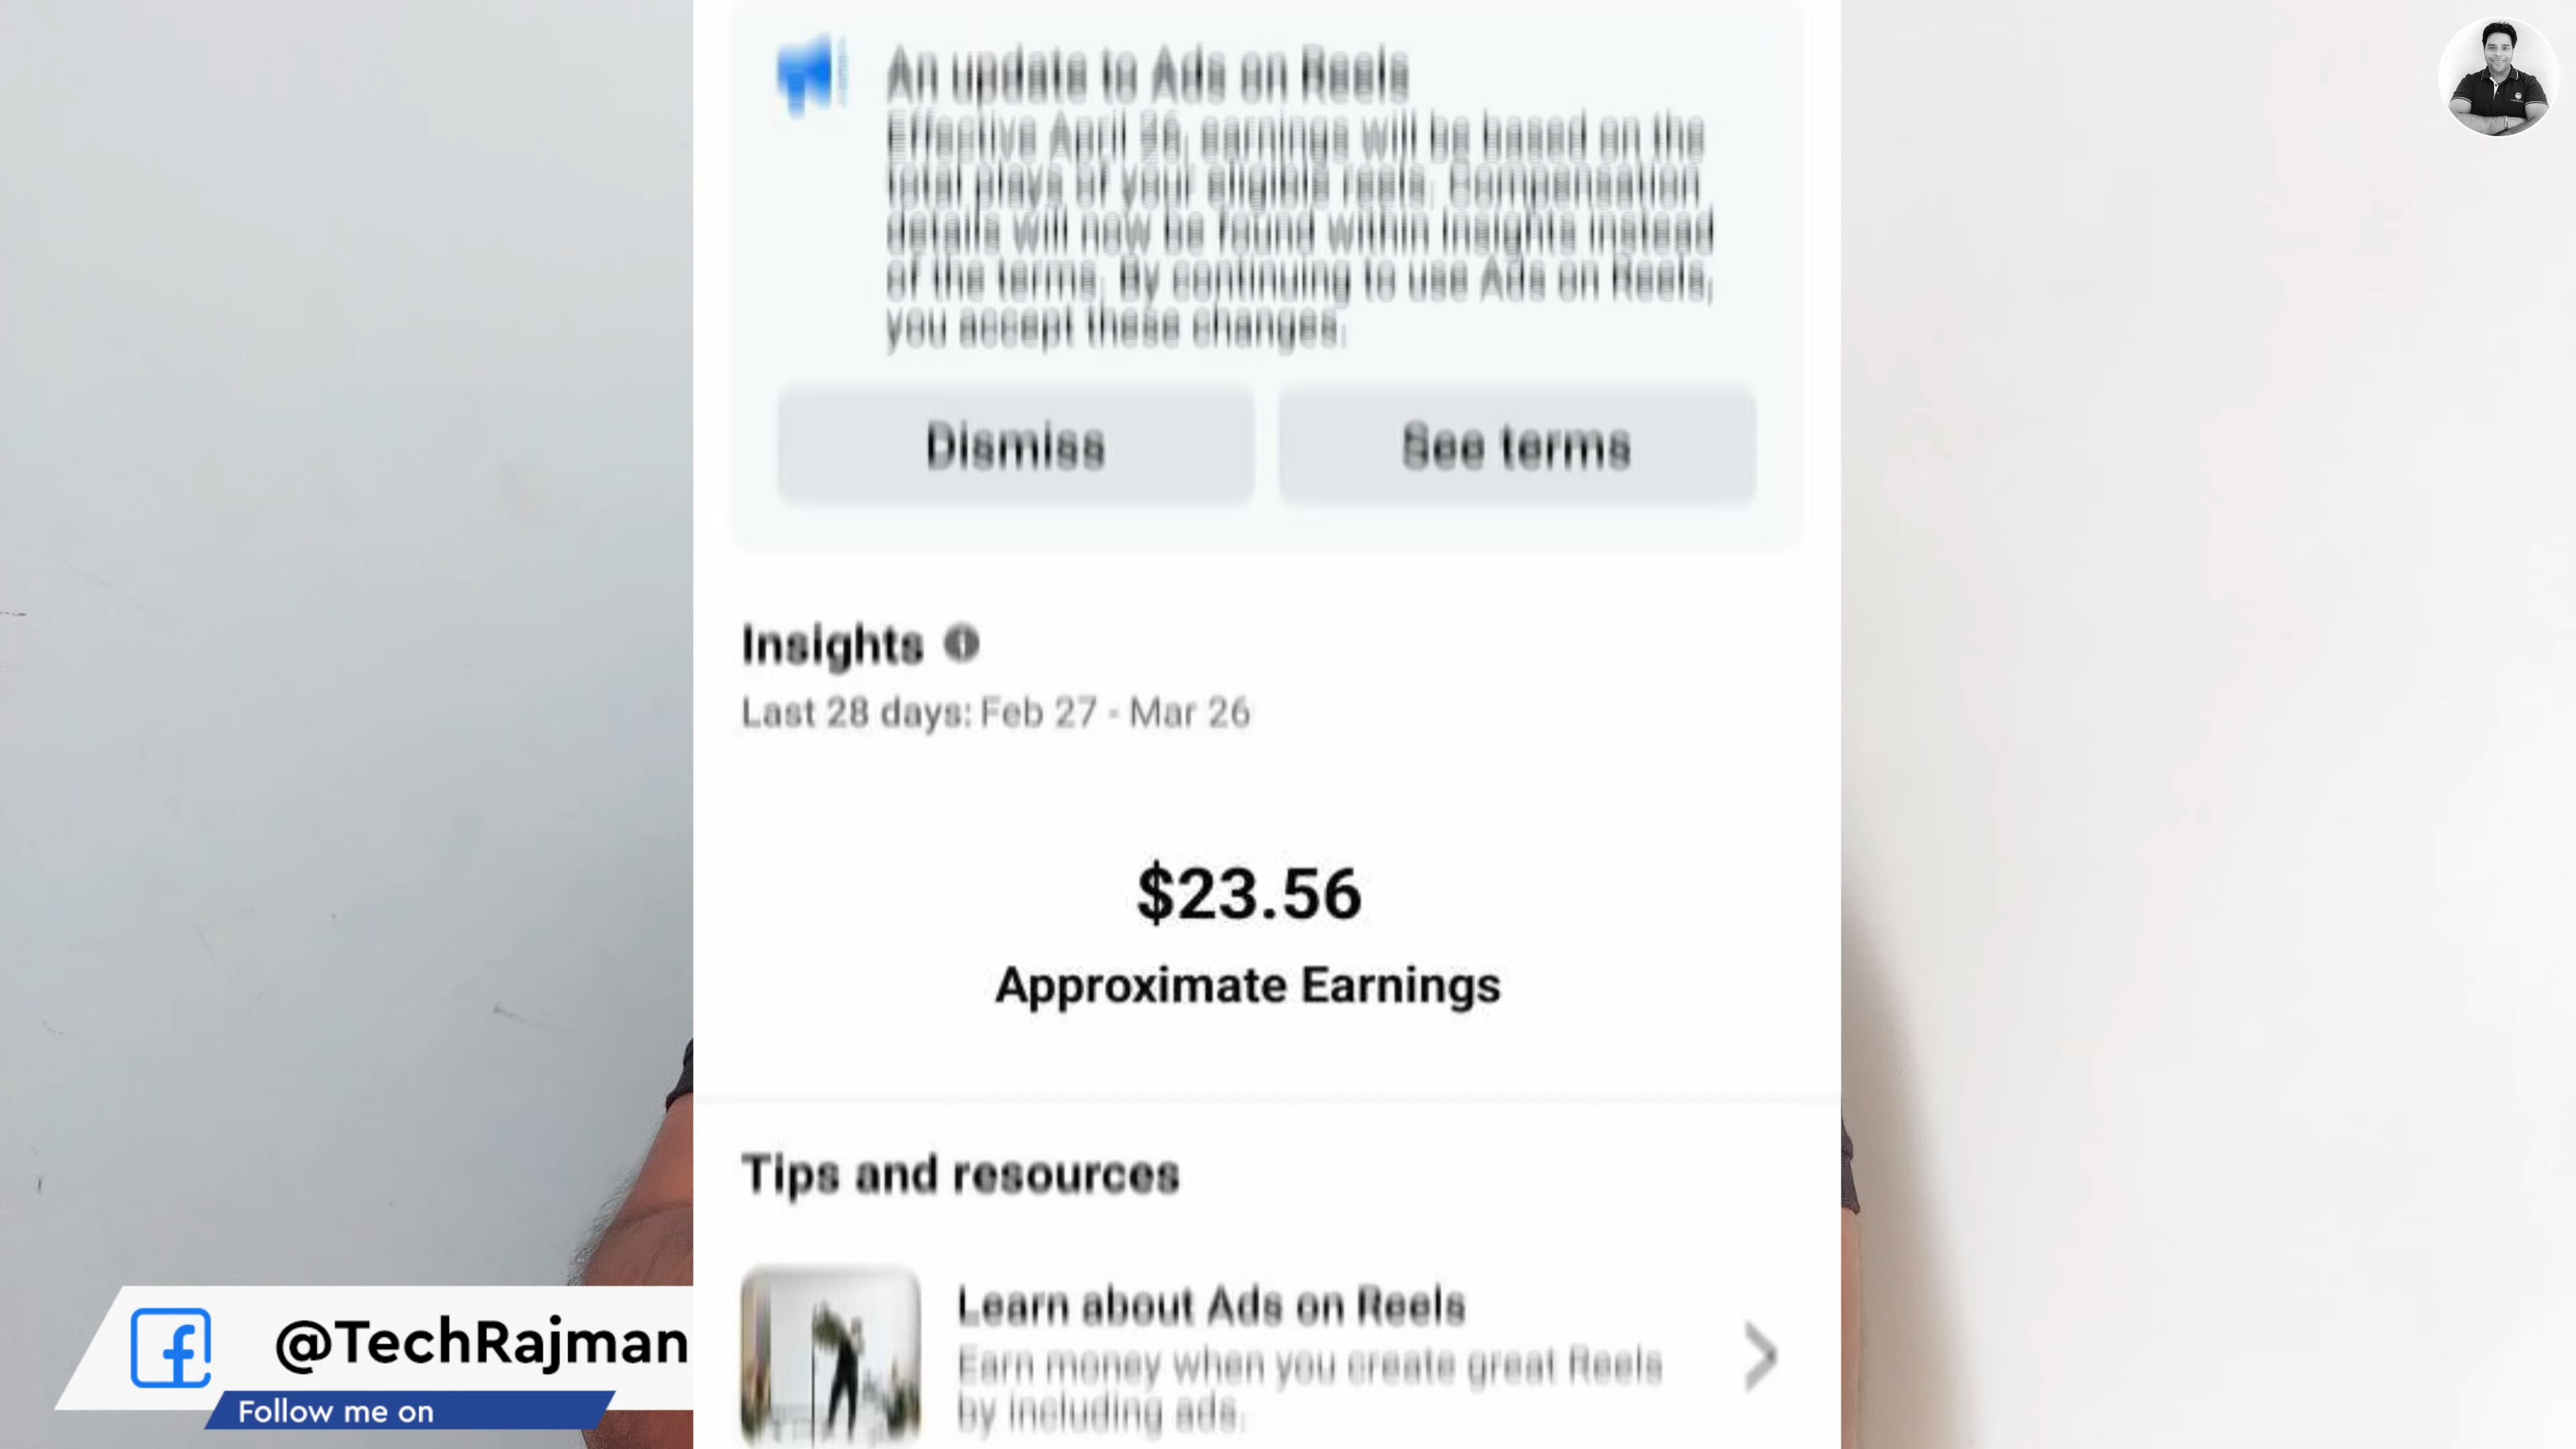 An update to Ads on Reels
Effective April 26, earnings will be based on the
total plays of your eligible reels. Compensation
details will now be found within Insights instead
of the terms. By continuing to use Ads on Reels,
you accept these changes.
Dismiss
See terms
Insights
Last 28 days: Feb 27 - Mar 26
$23.56
Approximate Earnings
Tips and resources
Learn about Ads on Reels
Earn money when you create great Reels
by including ads.
@TechRajman
Follow me on